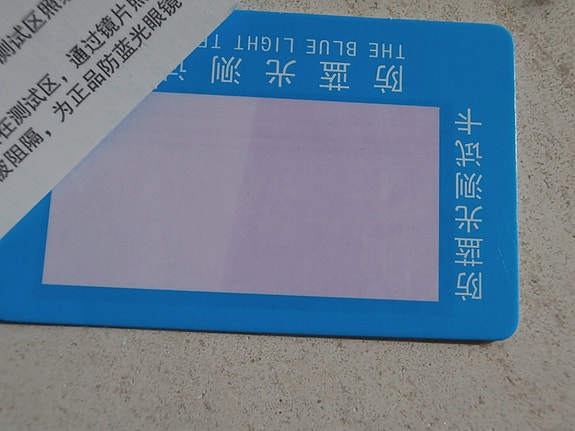 测试区照
在测试区，通过镜片照
被阻隔，为正品防蓝光眼镜
THE BLUE LIGHT TE
防蓝光测试
防蓝光测试卡